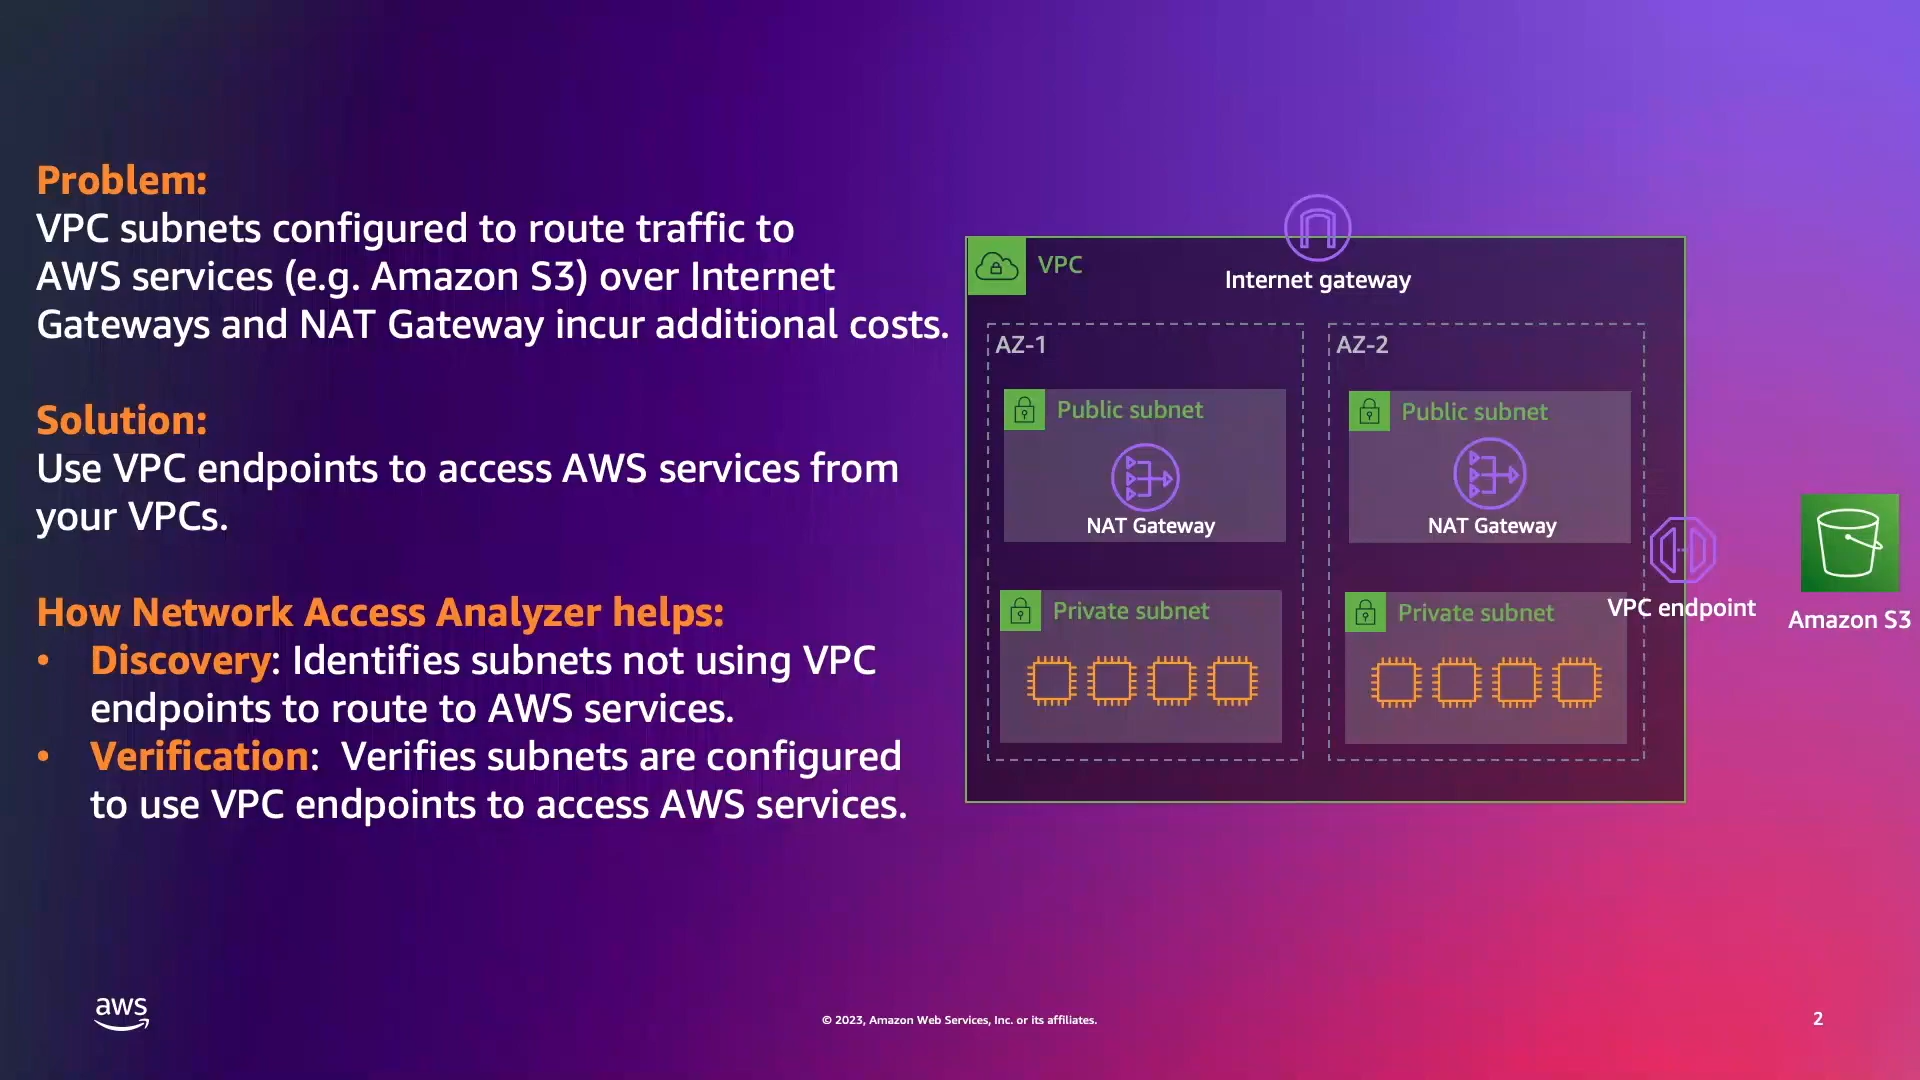 Problem:
VPC subnets configured to route traffic to
AWS services (e.g. Amazon S3) over Internet
Gateways and NAT Gateway incur additional costs.
Solution:
Use VPC endpoints to access AWS services from
your VPCs.
How Network Access Analyzer helps:
• Discovery: Identifies subnets not using VPC
endpoints to route to AWS services.
• Verification: Verifies subnets are configured
to use VPC endpoints to access AWS services.
VPC
Internet gateway
AZ-1
Public subnet
NAT Gateway
Private subnet
AZ-2
Public subnet
NAT Gateway
Private subnet
VPC endpoint
Amazon S3
aws
© 2023, Amazon Web Services, Inc. or its affiliates.
2